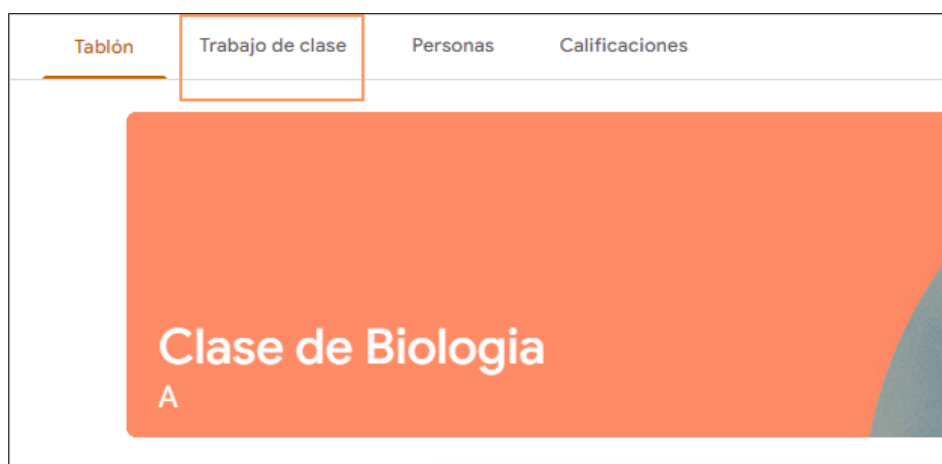 Tablón Trabajo de clase Personas Calificaciones
Clase de Biologia
A